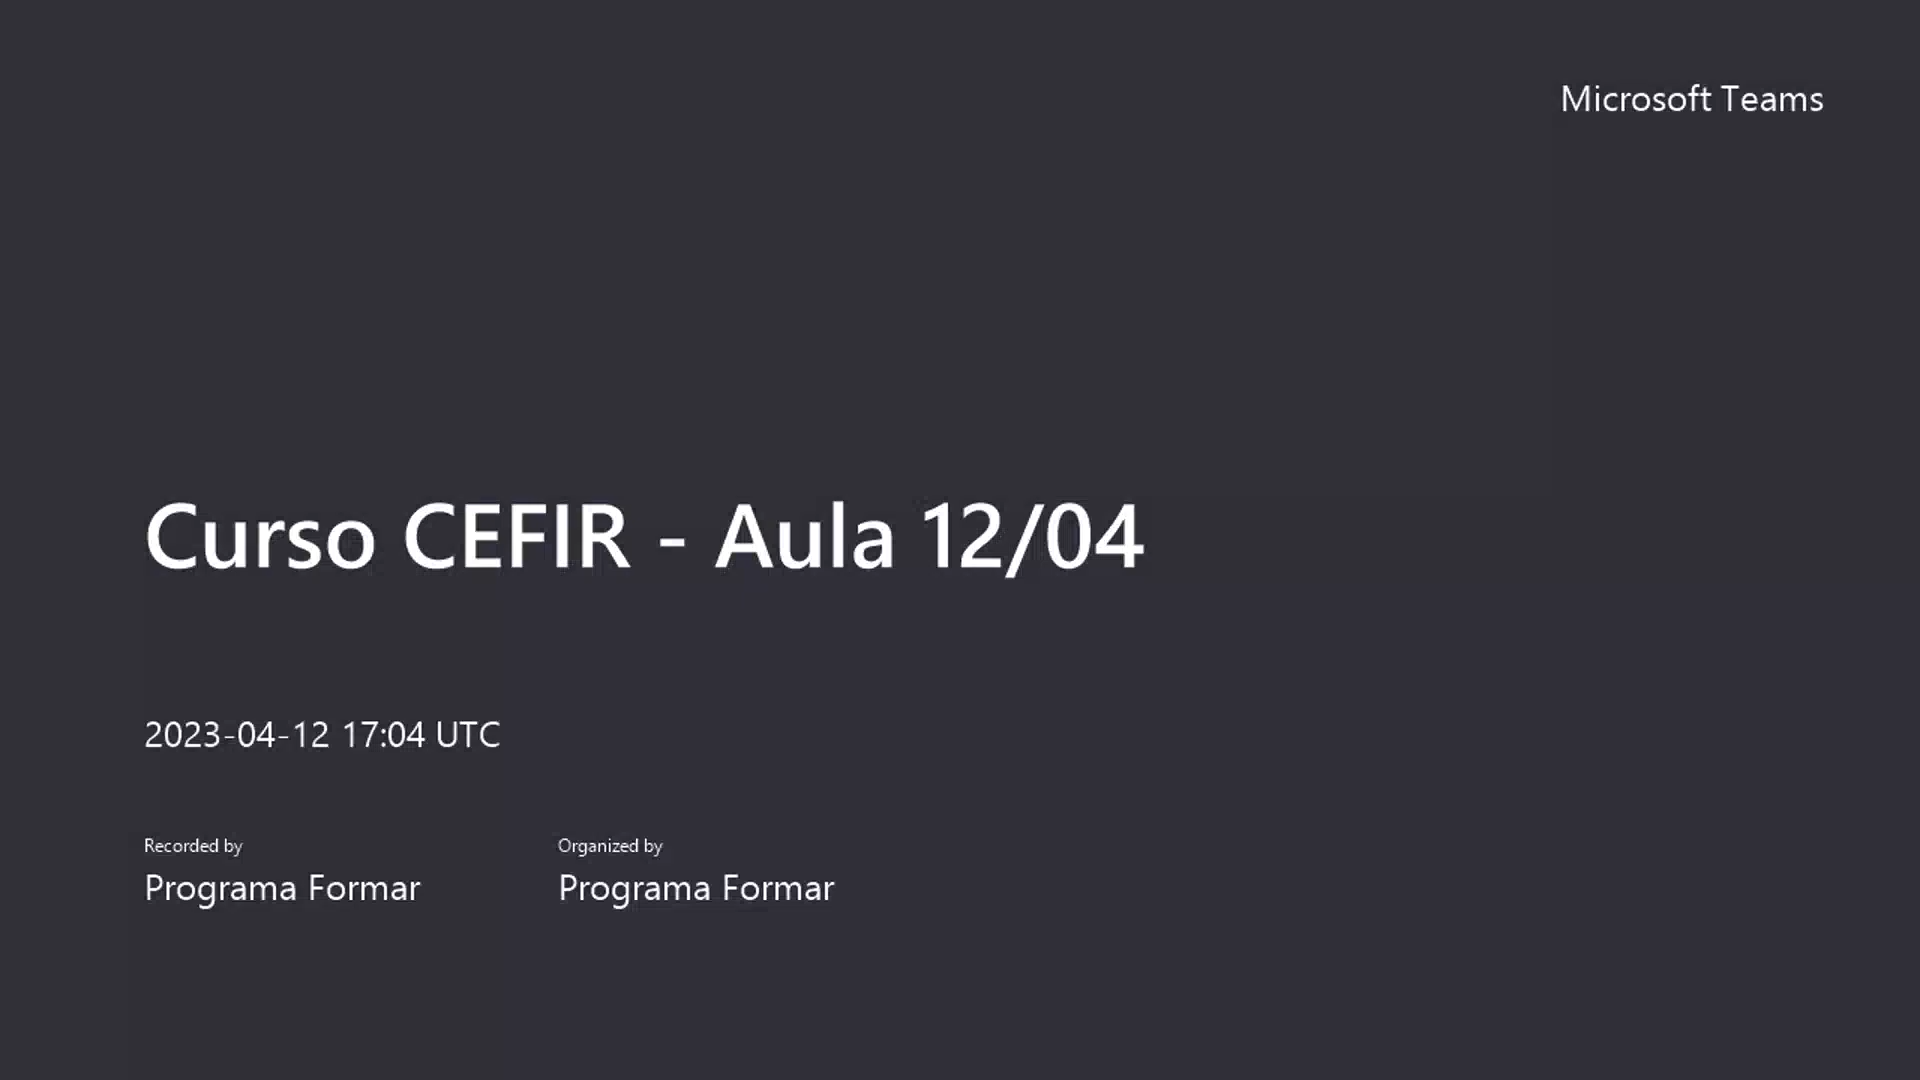 Microsoft Teams
Curso CEFIR - Aula 12/04
2023-04-12 17:04 UTC
Recorded by
Programa Formar
Organized by
Programa Formar